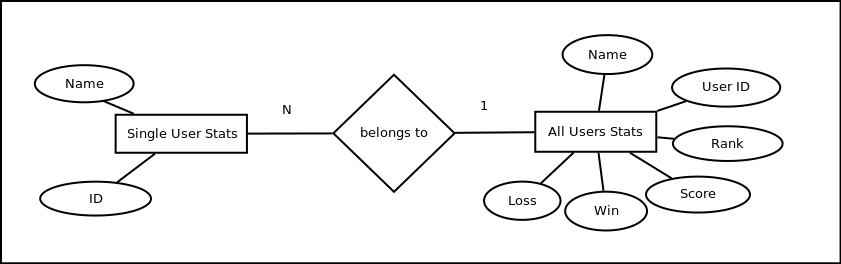 Name
Single User Stats
ID
N
belongs to
1
Name
User ID
All Users Stats
Rank
Score
Loss
Win